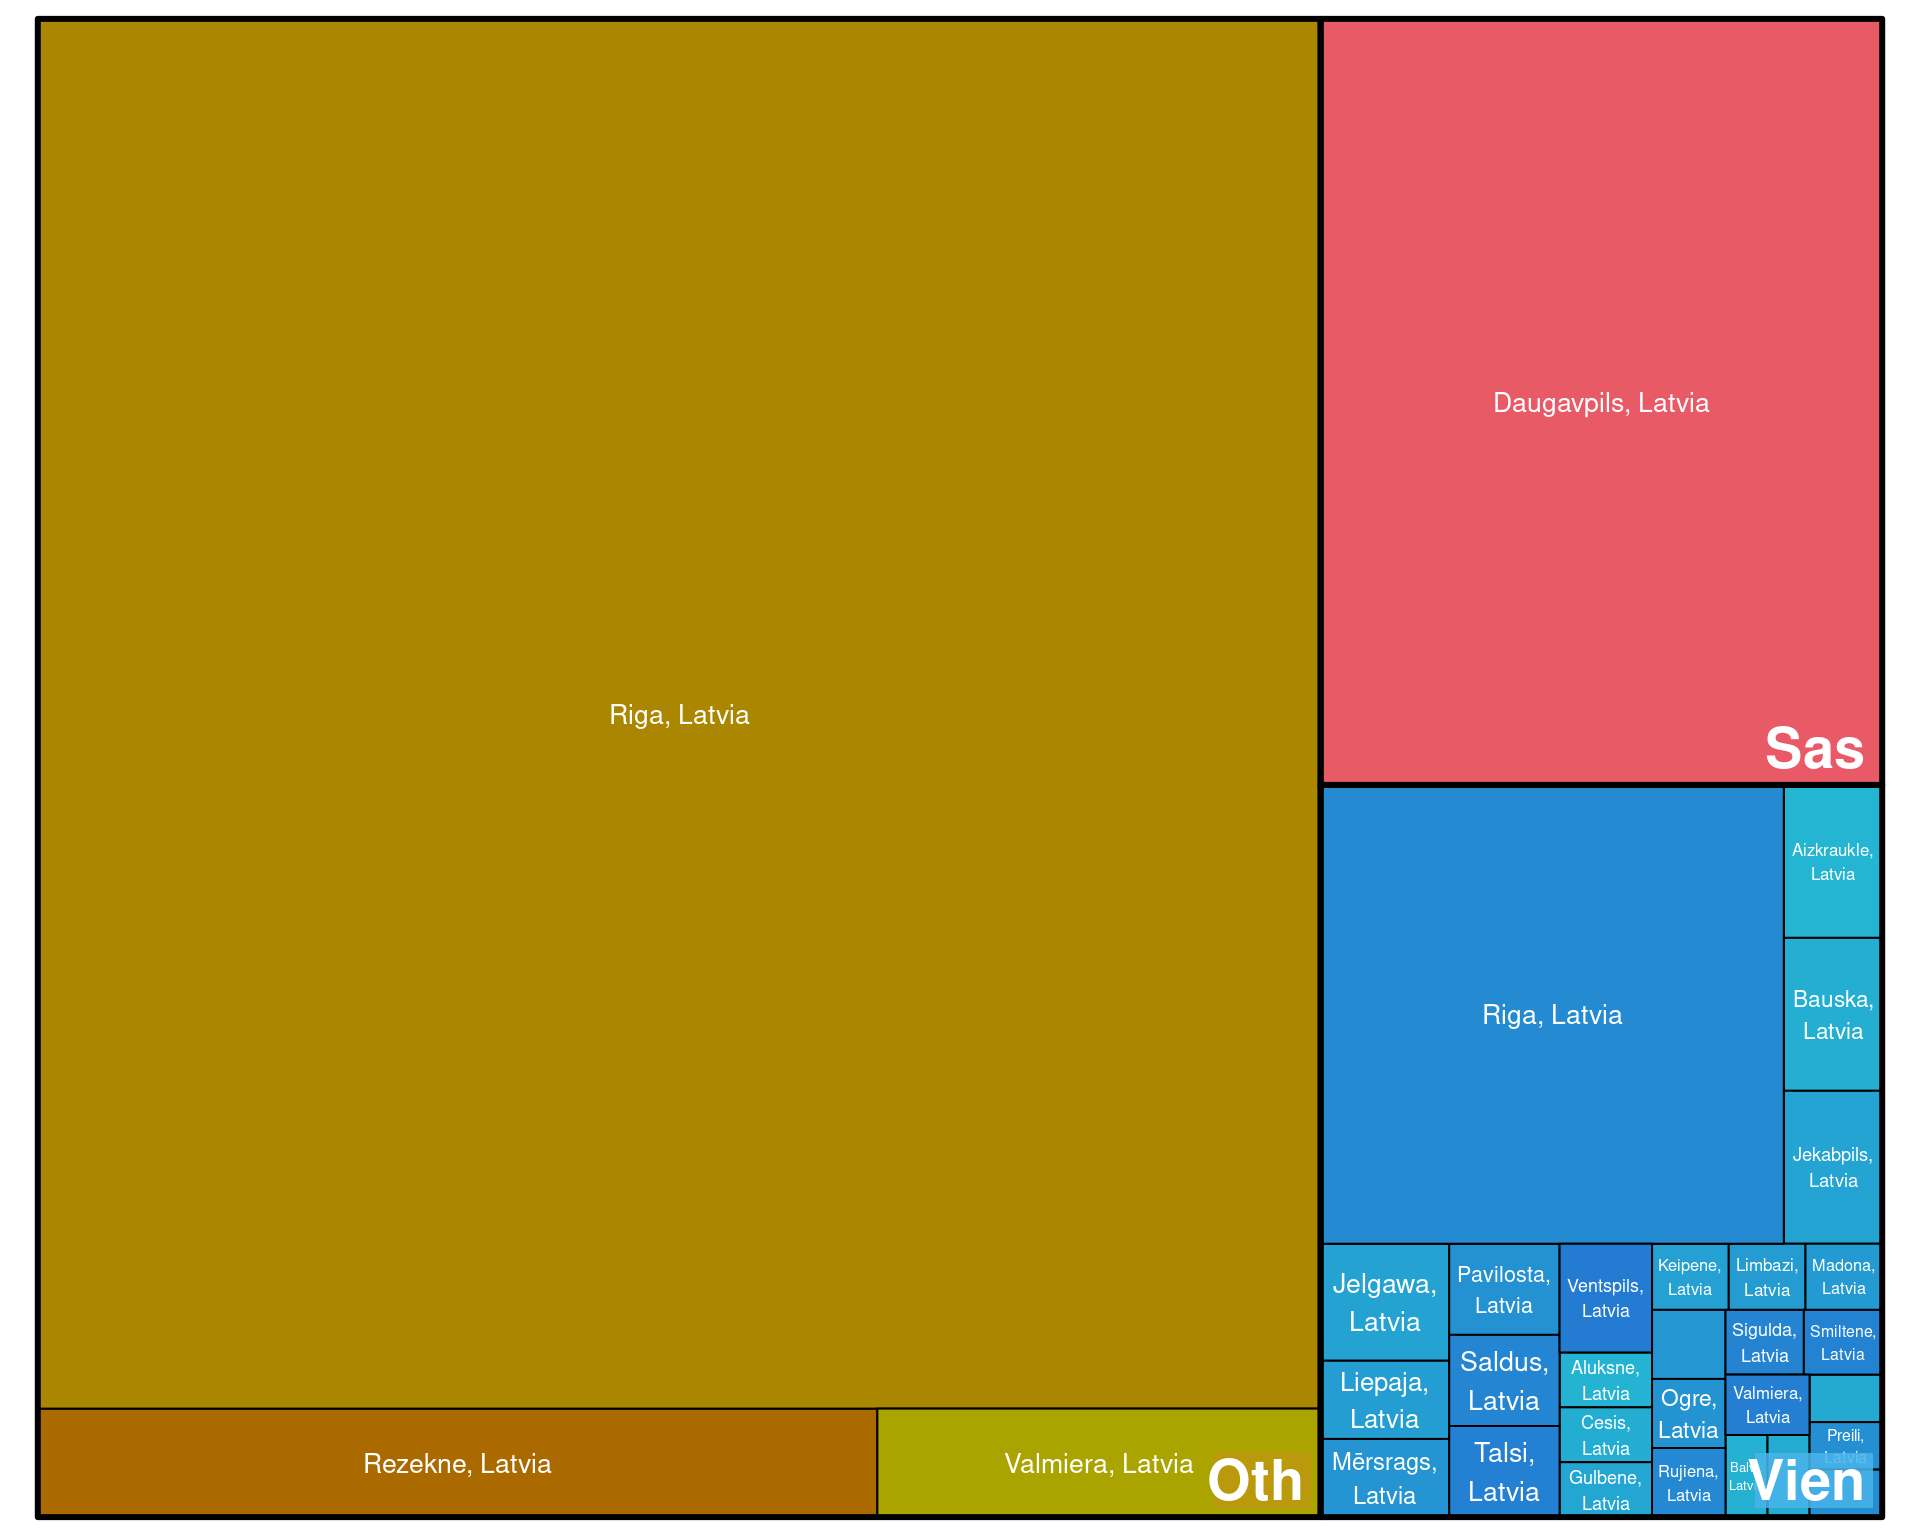 Riga, Latvia
Rezekne, Latvia
Valmiera, Latvia
Oth
Daugavpils, Latvia
Sas
Riga, Latvia
Aizkraukle,
Latvia
Bauska,
Latvia
Jekabpils,
Latvia
Jelgawa,
Latvia
Liepaja,
Latvia
Mērsrags,
Latvia
Pavilosta,
Latvia
Saldus,
Latvia
Talsi,
Latvia
Ventspils,
Latvia
Aluksne,
Latvia
Cesis,
Latvia
Gulbene,
Latvia
Keipene,
Latvia
Limbazi,
Latvia
Madona,
Latvia
Ogre,
Latvia
Rujiena,
Latvia
Sigulda,
Latvia
Smiltene,
Latvia
Valmiera,
Latvia
Preili,
Latvia
Vien